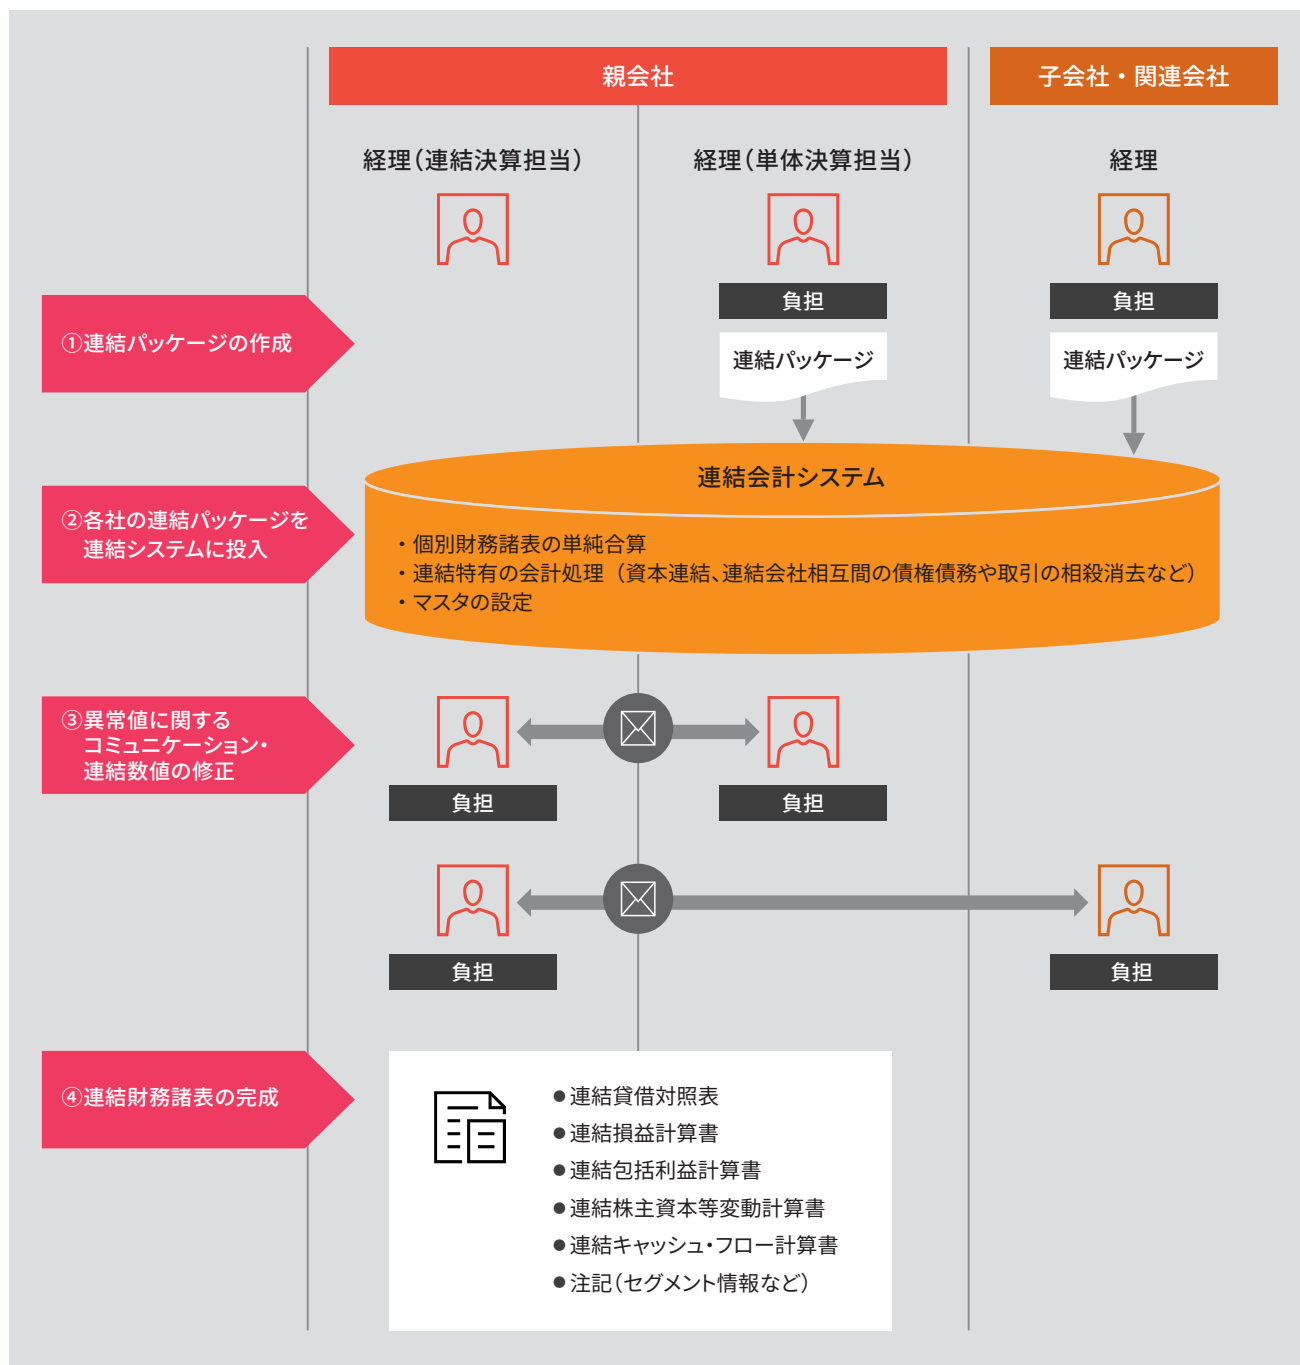 親会社
子会社・関連会社
経理（連結決算担当）
経理（単体決算担当）
経理
負担
負担
①連結パッケージの作成
連結パッケージ
連結パッケージ
連結会計システム
②各社の連結パッケージを
連結システムに投入
・個別財務諸表の単純合算
・連結特有の会計処理（資本連結、連結会社相互間の債権債務や取引の相殺消去など）
・マスタの設定
③異常値に関する
コミュニケーション・
連結数値の修正
負担
負担
負担
負担
④連結財務諸表の完成
●連結貸借対照表
●連結損益計算書
●連結包括利益計算書
●連結株主資本等変動計算書
●連結キャッシュ・フロー計算書
●注記（セグメント情報など）